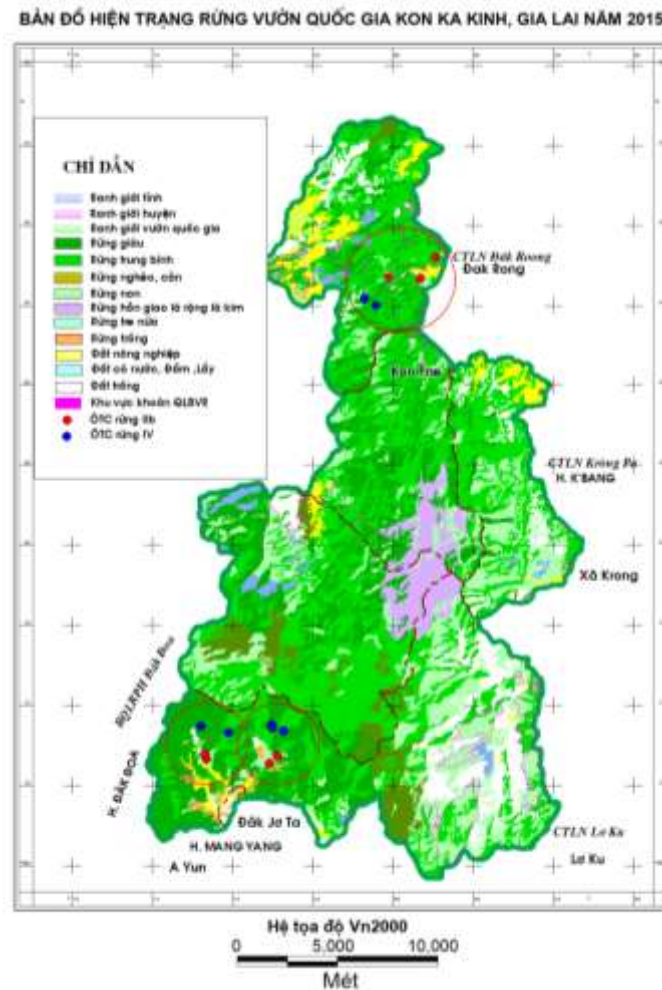 BẢN ĐỒ HIỆN TRẠNG RỪNG VƯỜN QUỐC GIA KON KA KINH, GIA LAI NĂM 2015
CHỈ DẪN
Ranh giới tỉnh
Ranh giới huyện
Ranh giới vườn quốc gia
Rừng giàu
Rừng trung bình
Rừng nghèo, cằn
Rừng non
Rừng hỗn giao lá rộng lá kim
Rừng tre nứa
Rừng trồng
Đất nông nghiệp
Đất có nước, Đầm ,Lầy
Đất trống
Khu vực khoán QLBVR
ÔTC rừng IIIb
ÔTC rừng IV
CTLN Đăk Roong
Đak Rong
CTLN Krông Pa
H. K'BANG
Xã Krong
BQLRPH Đăk Đoa
H. ĐĂK ĐOA
Đăk Jơ Ta
H. MANG YANG
A Yun
CTLN Lơ Ku
Lơ Ku
Hệ tọa độ Vn2000
0 5,000 10,000
Mét